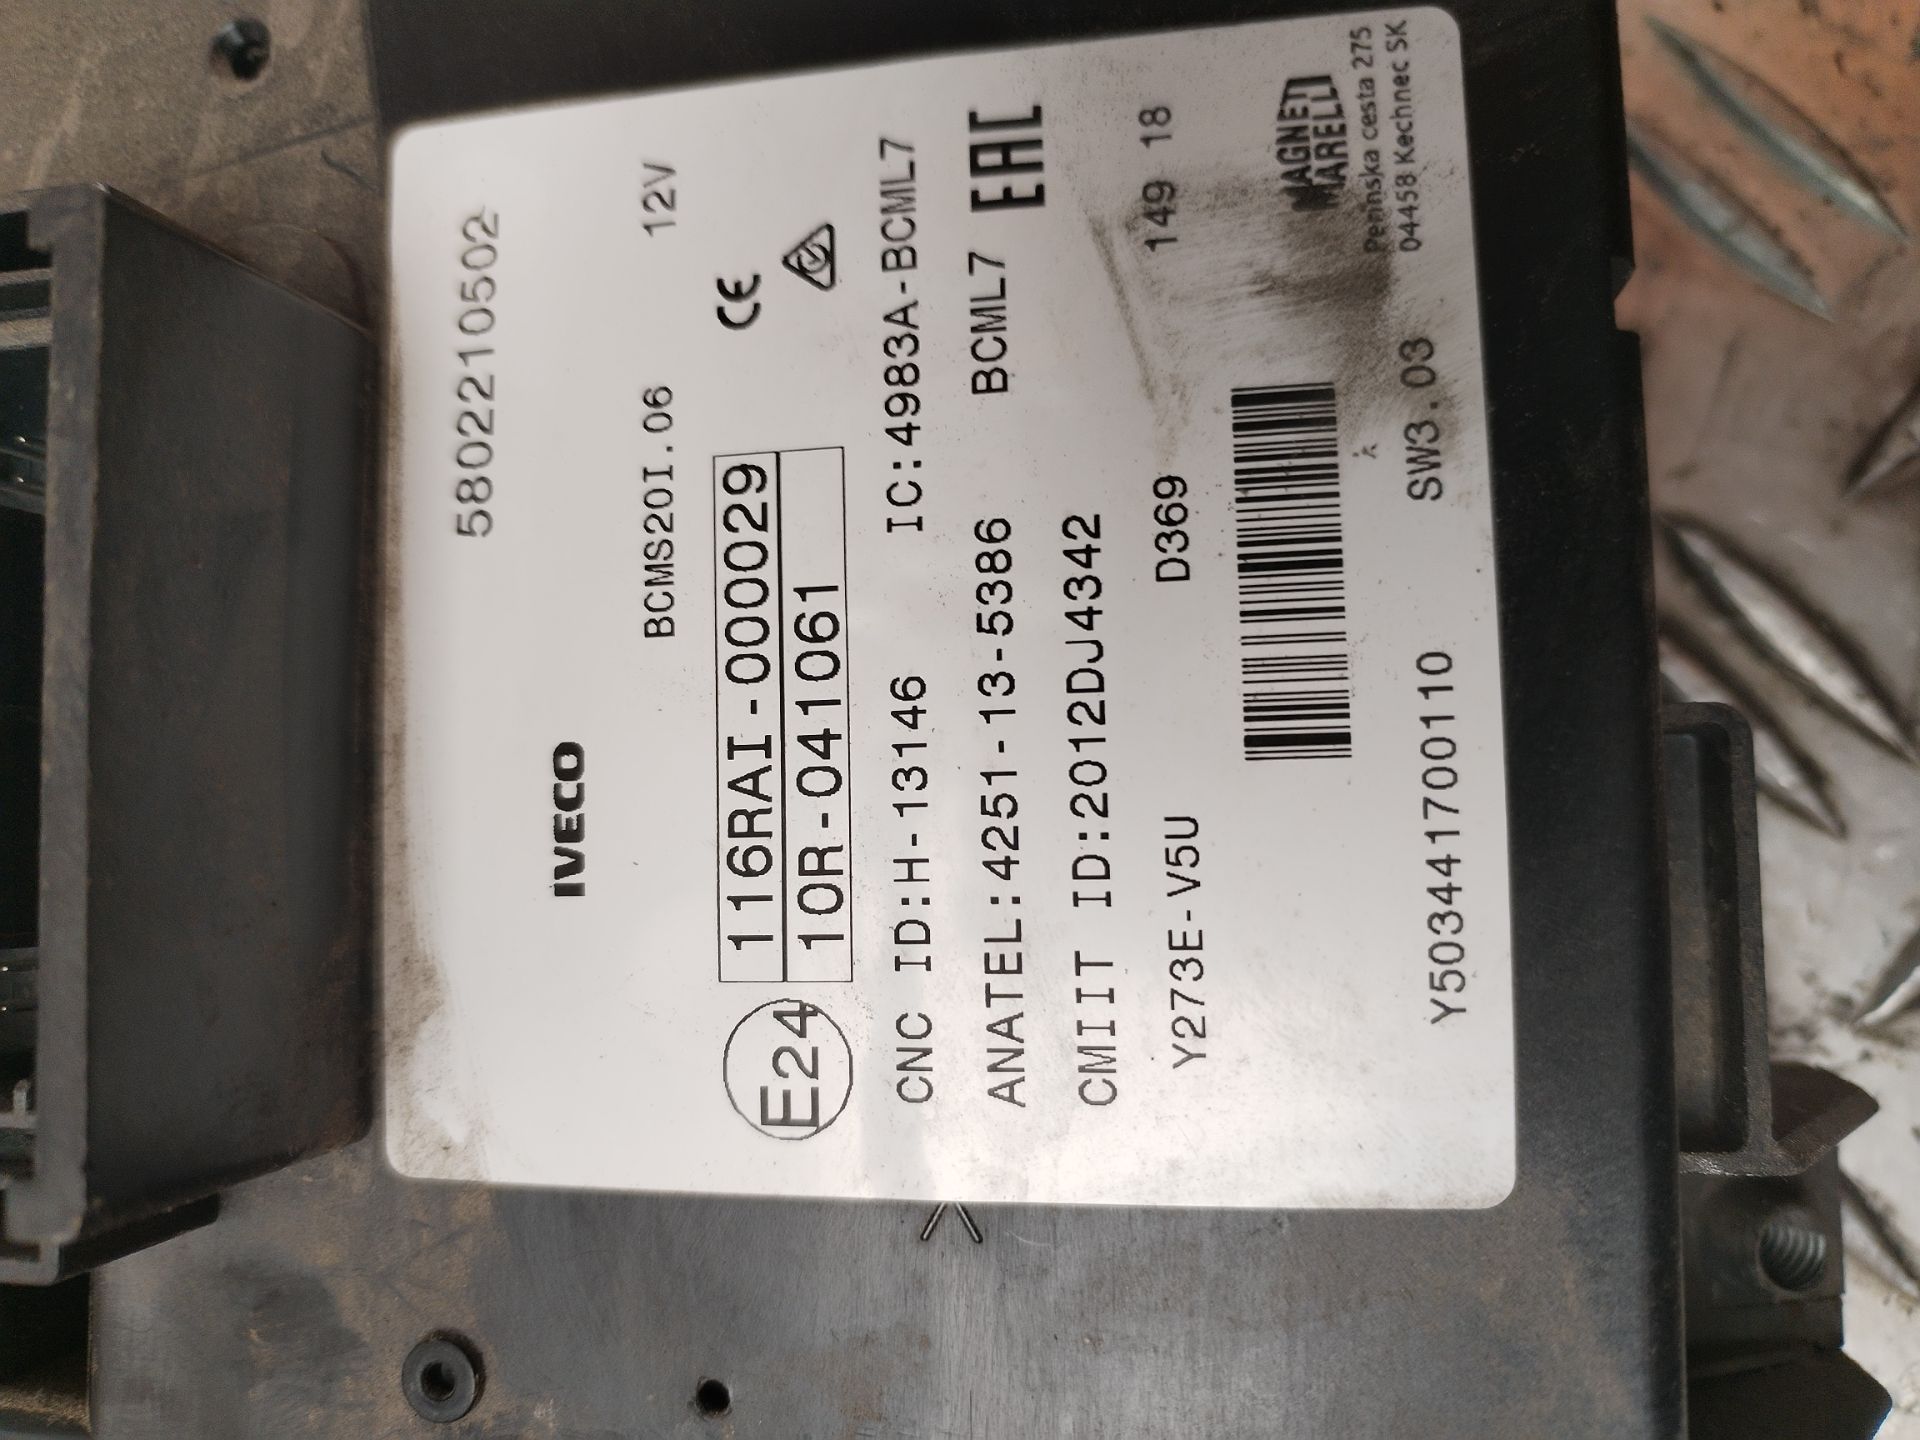 5802210502
IVECO
BCMS20I.06 12V
E24 116RAI-000029 CE
10R-041061
CNC ID:H-13146 IC:4983A-BCML7
ANATEL:4251-13-5386 BCML7 EAC
CMIIT ID:2012DJ4342
Y273E-V5U D369 149 18
MAGNETI
MARELLI
Perinska cesta 275
04458 Kechnec SK
Y503441700110 SW3.03